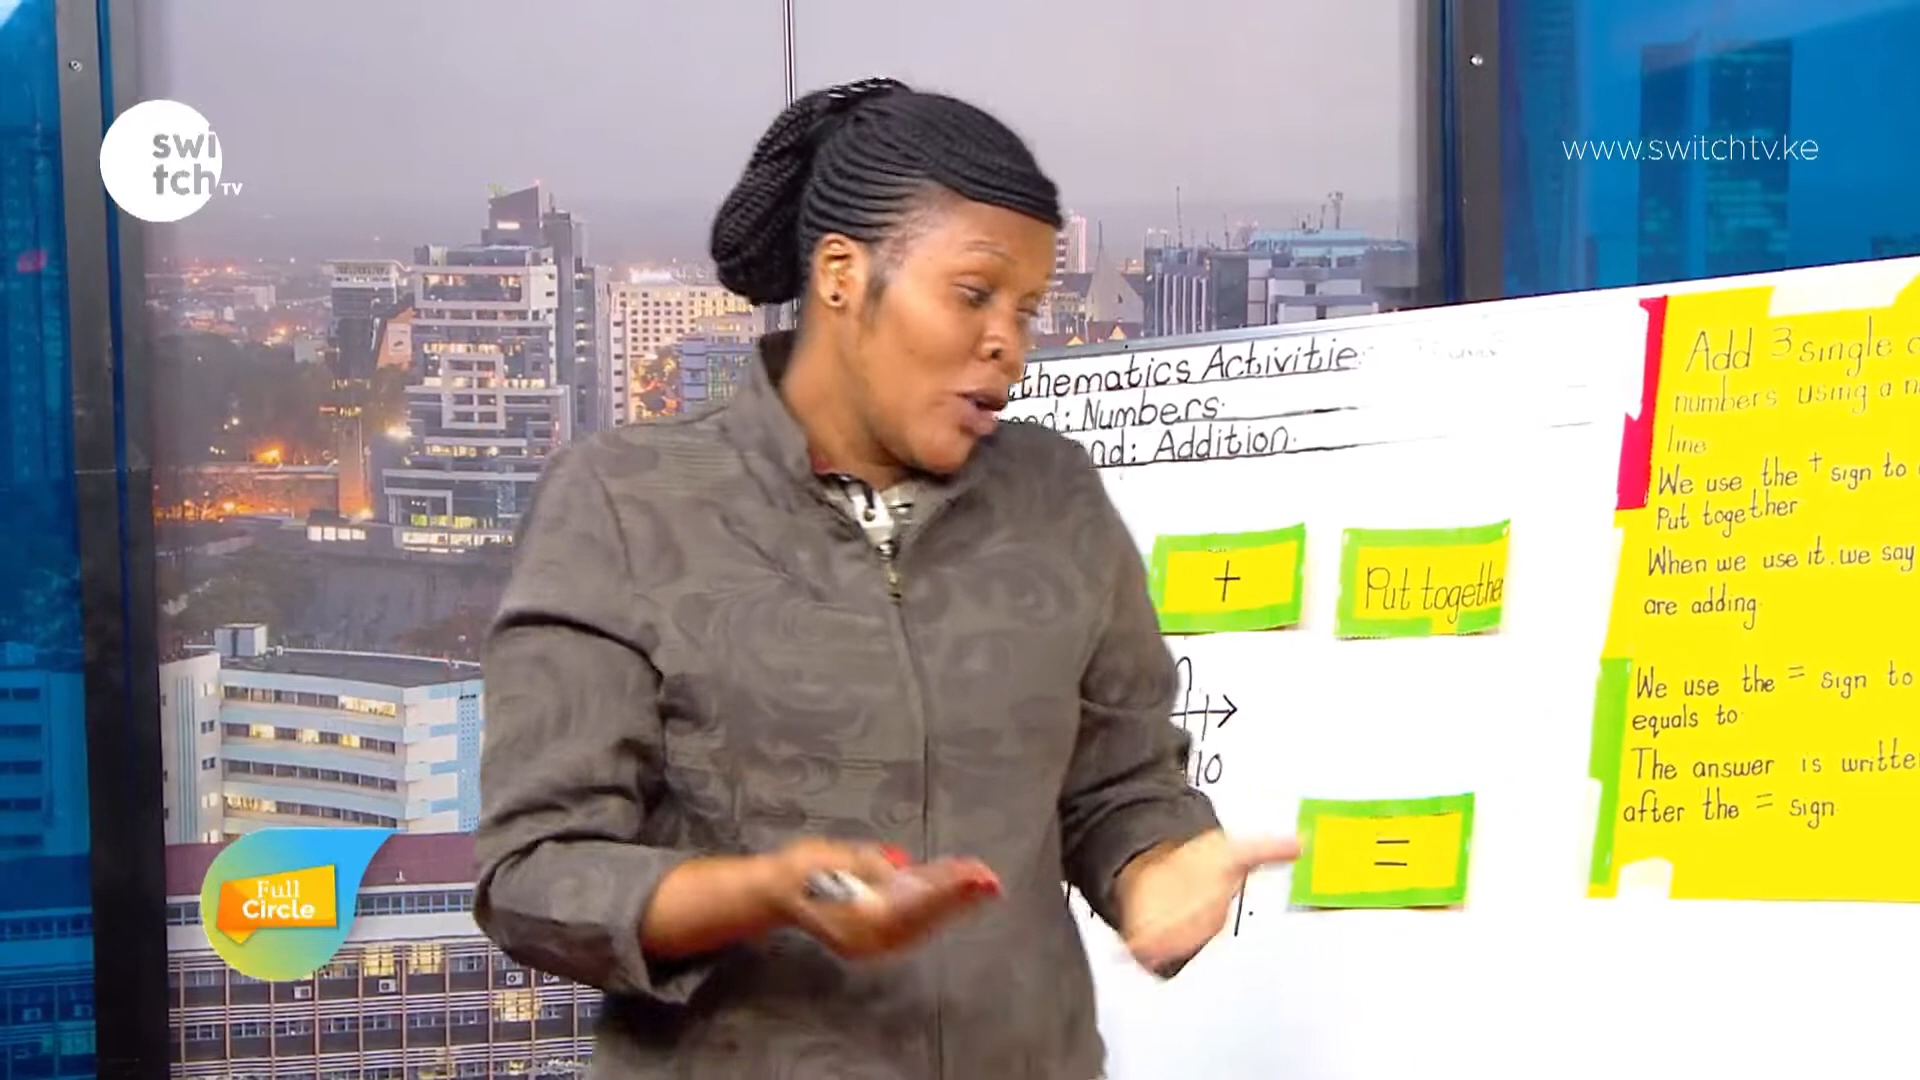 swi
tch TV
www.switchtv.ke
thematics Activitie
Numbers
nd: Addition.
+
Put togethe
10
=
Add 3 single
numbers using a
line
We use the + sign to
Put together
When we use it. we say
are adding.
We use the = sign to
equals to
The answer is writte
after the = sign.
Full
Circle